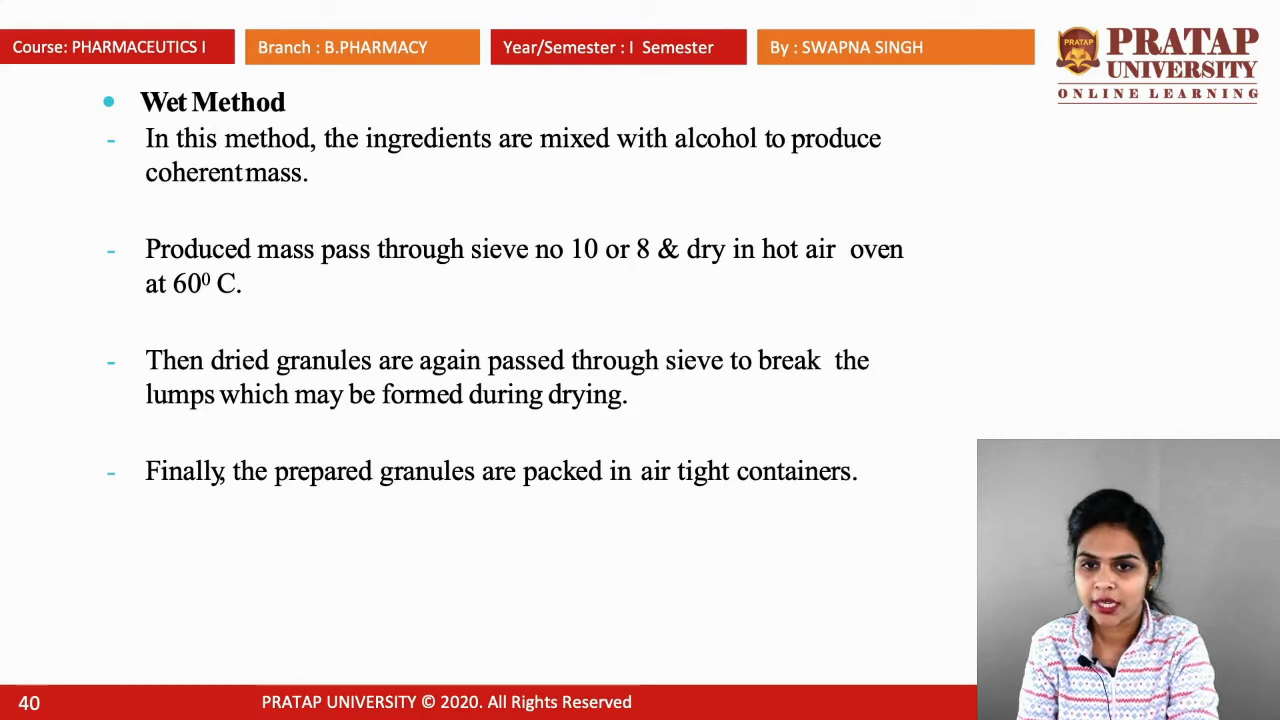 Course: PHARMACEUTICS I
Branch : B.PHARMACY
Year/Semester : I Semester
By : SWAPNA SINGH
PRATAP
PRATAP
UNIVERSITY
ONLINE LEARNING
• Wet Method
- In this method, the ingredients are mixed with alcohol to produce
coherent mass.
- Produced mass pass through sieve no 10 or 8 & dry in hot air oven
at 60⁰ C.
- Then dried granules are again passed through sieve to break the
lumps which may be formed during drying.
- Finally, the prepared granules are packed in air tight containers.
40
PRATAP UNIVERSITY © 2020. All Rights Reserved